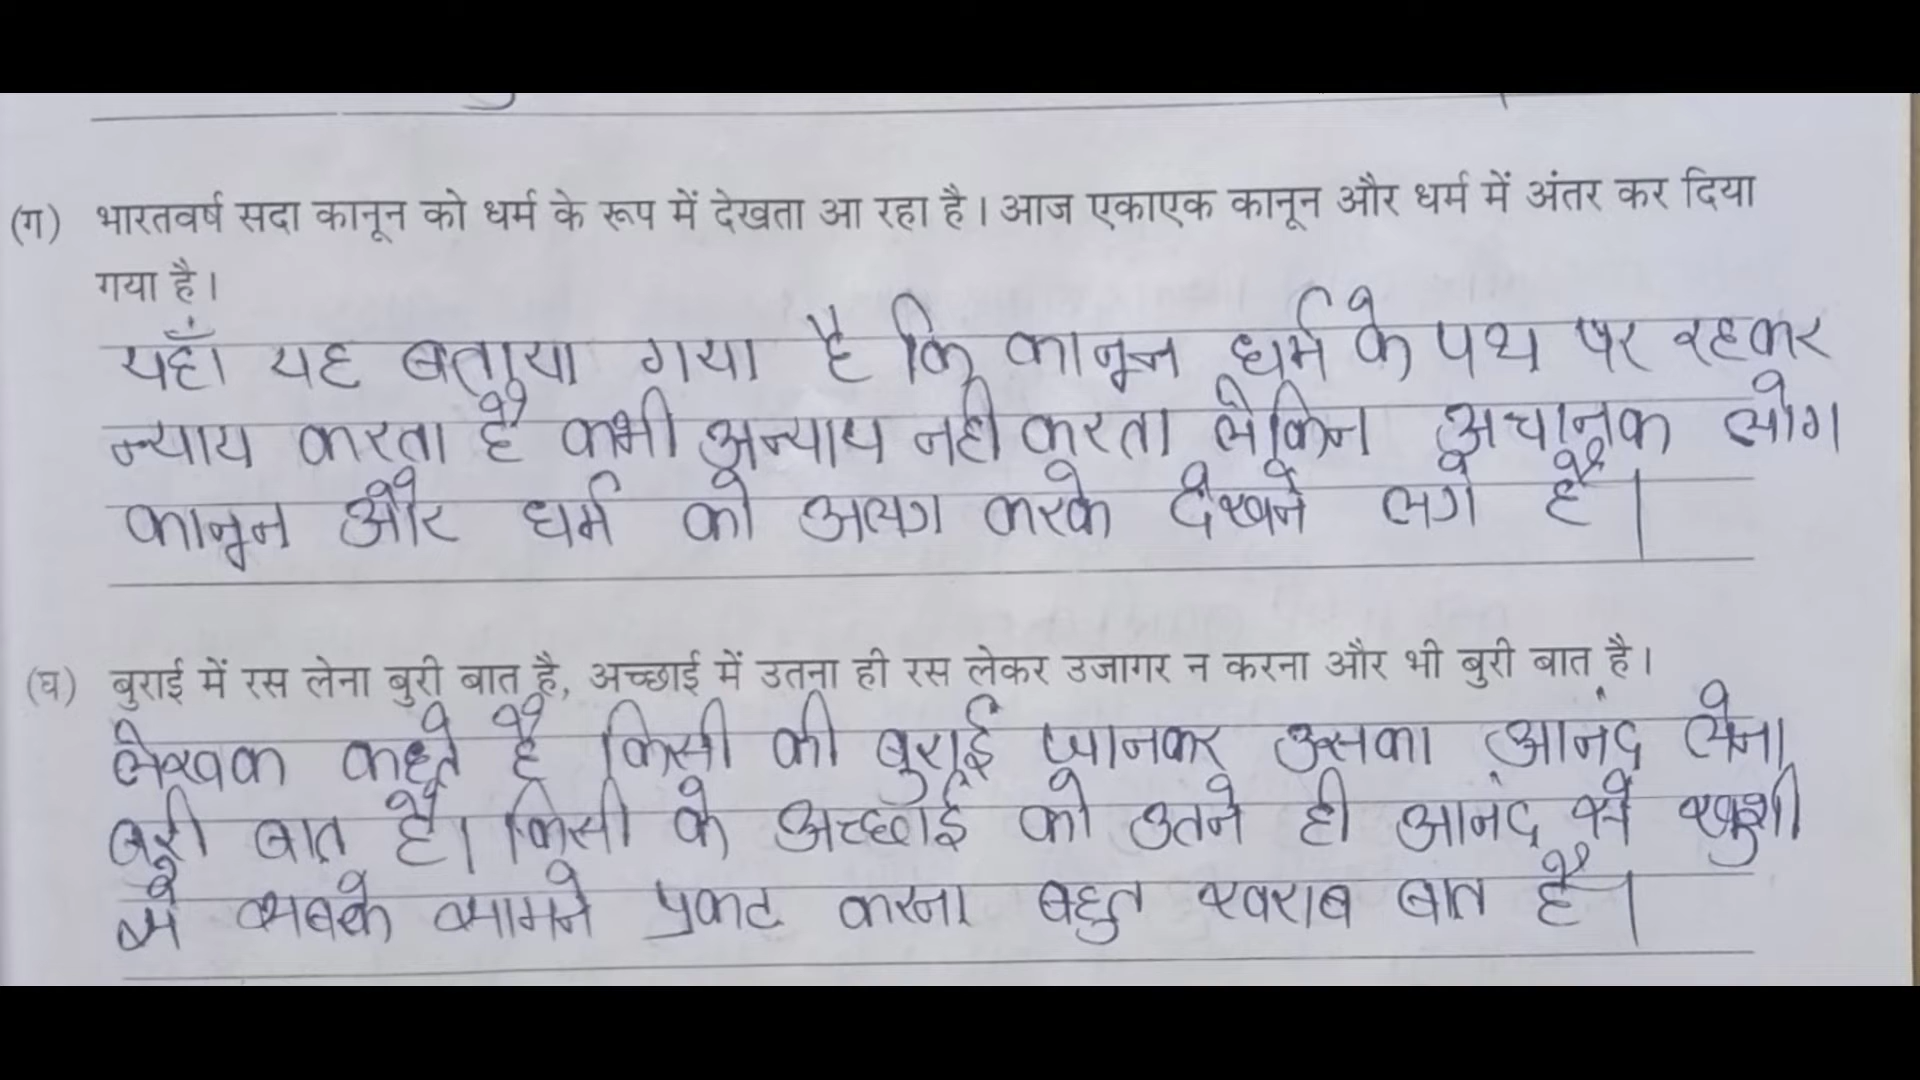 (ग) भारतवर्ष सदा कानून को धर्म के रूप में देखता आ रहा है। आज एकाएक कानून और धर्म में अंतर कर दिया
गया है।
यहाँ यह बताया गया है कि कानून धर्म के पथ पर रहकर
न्याय करता है कभी अन्याय नही करता लेकिन अचानक लोग
कानून और धर्म को अलग करके देखने लगे है।
(घ) बुराई में रस लेना बुरी बात है, अच्छाई में उतना ही रस लेकर उजागर न करना और भी बुरी बात है।
लेखक कहते है किसी की बुराई जानकर उसका आनंद लेना
बुरी बात है। किसी के अच्छाई को उतने ही आनंद से खुशी
से सबके सामने प्रकट करना बहुत खराब बात है।